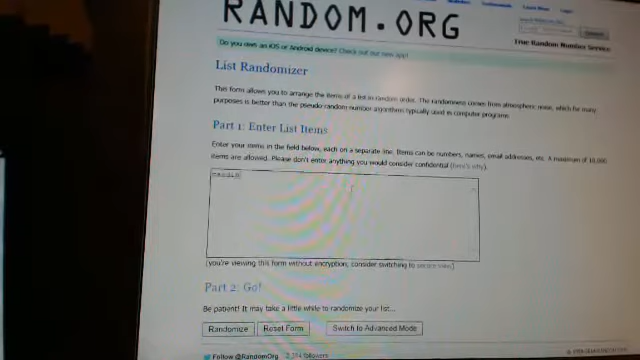 RANDOM.ORG
True Random Number Service
Do you own an iOS or Android device? Check out our new app!
List Randomizer
This form allows you to arrange the items of a list in random order. The randomness comes from atmospheric noise, which for many
purposes is better than the pseudo-random number algorithms typically used in computer programs.
Part 1: Enter List Items
Enter your items in the field below, each on a separate line. Items can be numbers, names, email addresses, etc. A maximum of 10,000
items are allowed. Please don't enter anything you would consider confidential (here's why).
(you're viewing this form without encryption; consider switching to secure view)
Part 2: Go!
Be patient! It may take a little while to randomize your list...
Randomize Reset Form Switch to Advanced Mode
Follow @RandomOrg followers